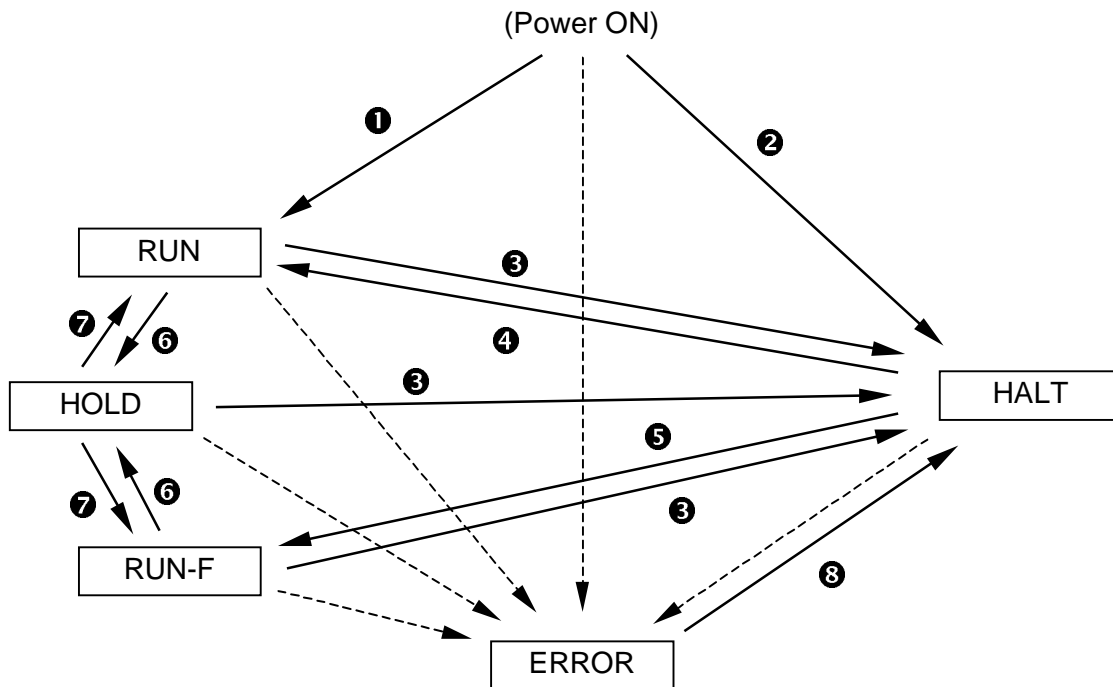 (Power ON)
❶
❷
RUN
❸
❼
❻
❹
❸
HOLD
HALT
❺
❼
❻
❸
RUN-F
❽
ERROR